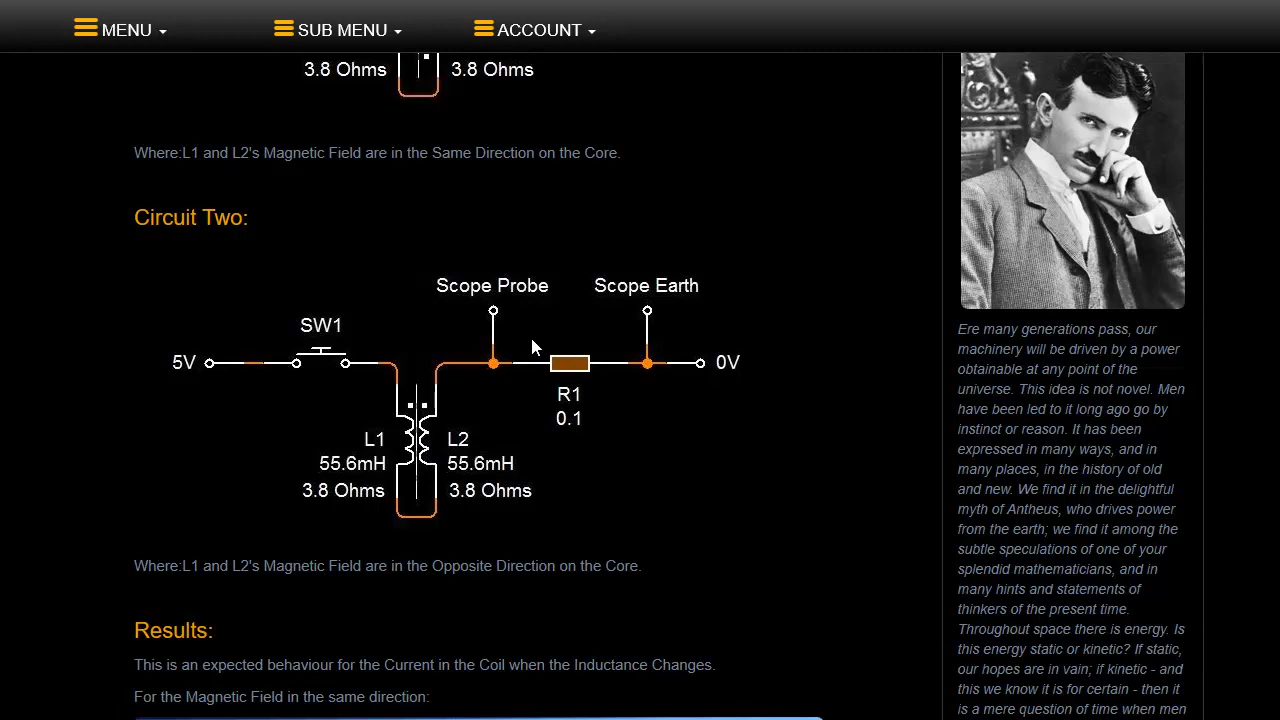 MENU
SUB MENU
ACCOUNT
3.8 Ohms
3.8 Ohms
Where:L1 and L2's Magnetic Field are in the Same Direction on the Core.
Circuit Two:
Scope Probe
Scope Earth
SW1
5V
0V
R1
0.1
L1
L2
55.6mH
55.6mH
3.8 Ohms
3.8 Ohms
Where:L1 and L2's Magnetic Field are in the Opposite Direction on the Core.
Results:
This is an expected behaviour for the Current in the Coil when the Inductance Changes.
For the Magnetic Field in the same direction:
Ere many generations pass, our
machinery will be driven by a power
obtainable at any point of the
universe. This idea is not novel. Men
have been led to it long ago go by
instinct or reason. It has been
expressed in many ways, and in
many places, in the history of old
and new. We find it in the delightful
myth of Antheus, who drives power
from the earth; we find it among the
subtle speculations of one of your
splendid mathematicians, and in
many hints and statements of
thinkers of the present time.
Throughout space there is energy. Is
this energy static or kinetic? If static,
our hopes are in vain; if kinetic - and
this we know it is for certain - then it
is a mere question of time when men